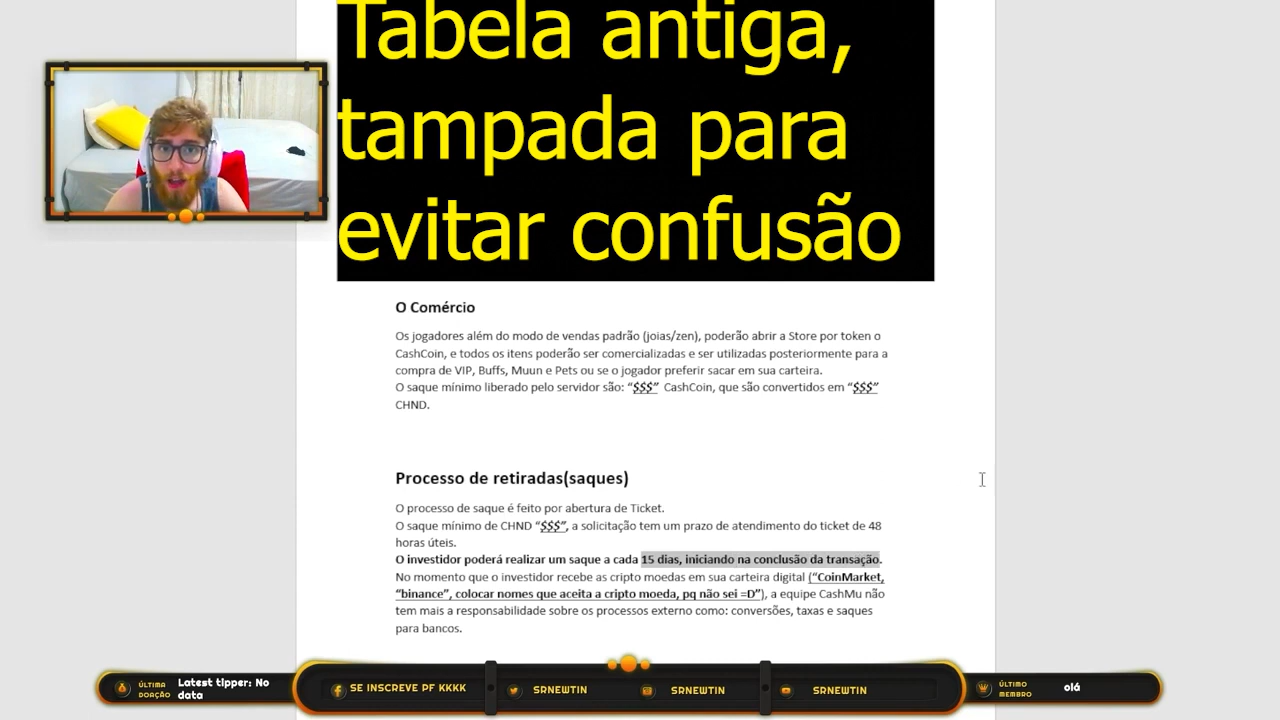 Tabela antiga,
tampada para
evitar confusão
O Comércio
Os jogadores além do modo de vendas padrão (joias/zen), poderão abrir a Store por token o
CashCoin, e todos os itens poderão ser comercializadas e ser utilizadas posteriormente para a
compra de VIP, Buffs, Muun e Pets ou se o jogador preferir sacar em sua carteira.
O saque mínimo liberado pelo servidor são: “$$$” CashCoin, que são convertidos em “$$$”
CHND.
Processo de retiradas(saques)
O processo de saque é feito por abertura de Ticket.
O saque mínimo de CHND “$$$”, a solicitação tem um prazo de atendimento do ticket de 48
horas úteis.
O investidor poderá realizar um saque a cada 15 dias, iniciando na conclusão da transação.
No momento que o investidor recebe as cripto moedas em sua carteira digital (“CoinMarket,
“binance”, colocar nomes que aceita a cripto moeda, pq não sei =D”), a equipe CashMu não
tem mais a responsabilidade sobre os processos externo como: conversões, taxas e saques
para bancos.
ÚLTIMA
DOAÇÃO
Latest tipper: No
data
SE INSCREVE PF KKKK
SRNEWTIN
SRNEWTIN
SRNEWTIN
ÚLTIMO
MEMBRO
olá